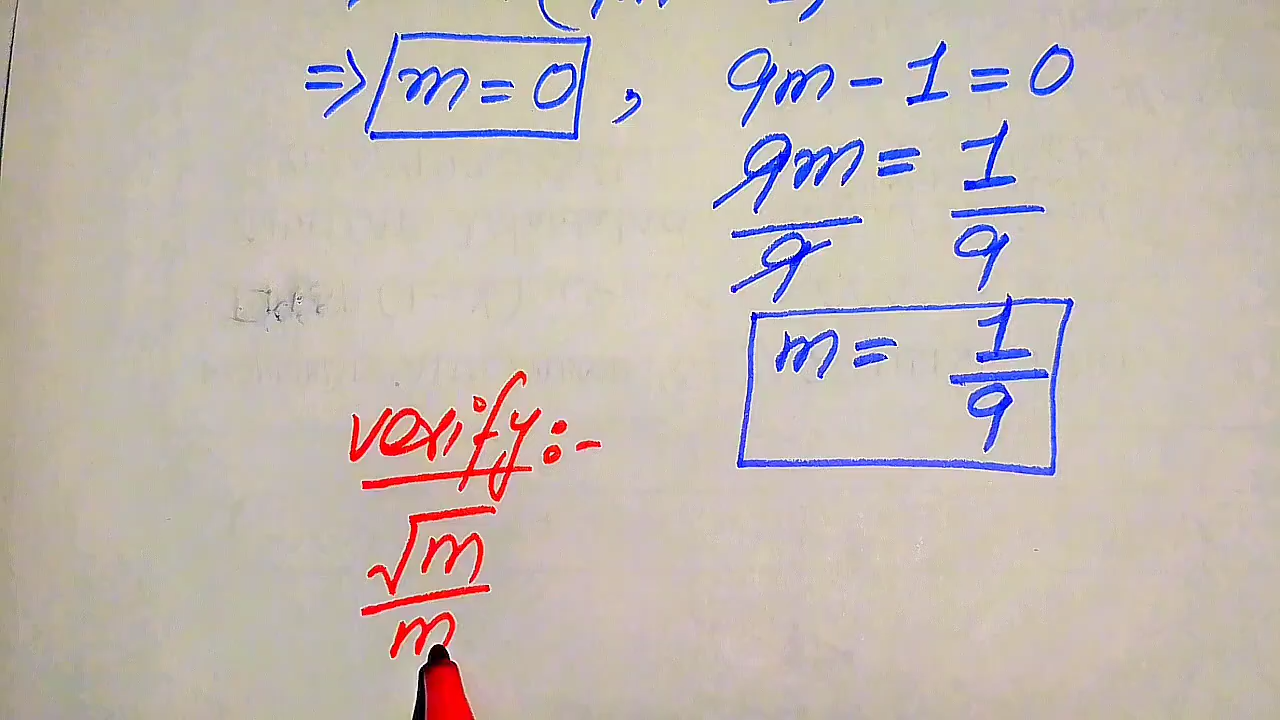 => m = 0 , 9m - 1 = 0
9m/9 = 1/9
m = 1/9
verify :-
√m/m